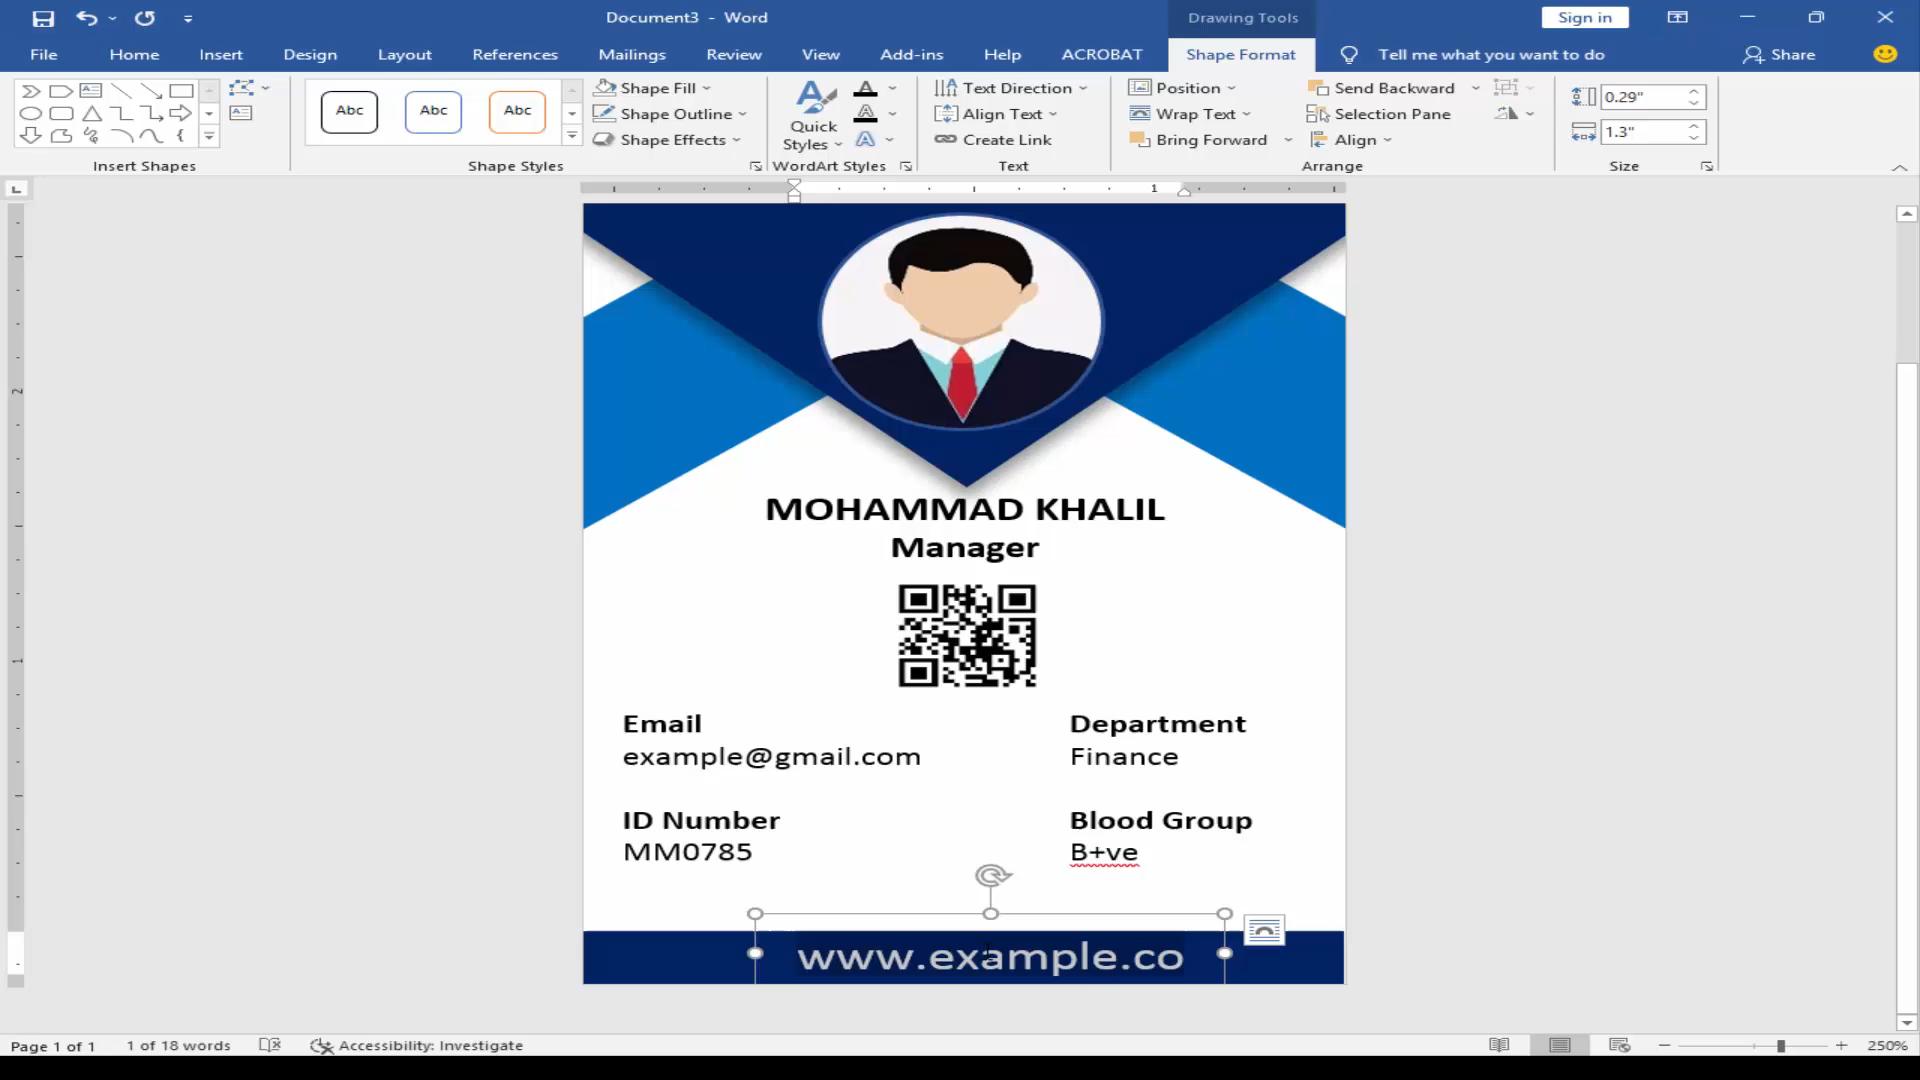 Document3 - Word
Drawing Tools
Sign in
File Home Insert Design Layout References Mailings Review View Add-ins Help ACROBAT Shape Format Tell me what you want to do Share
Abc Abc Abc
Shape Fill
Shape Outline
Shape Effects
Quick Styles
Text Direction
Align Text
Create Link
Position
Wrap Text
Bring Forward
Send Backward
Selection Pane
Align
0.29"
1.3"
Insert Shapes Shape Styles WordArt Styles Text Arrange Size
1
2
1
MOHAMMAD KHALIL
Manager
Email
example@gmail.com
Department
Finance
ID Number
MM0785
Blood Group
B+ve
www.example.co
Page 1 of 1 1 of 18 words Accessibility: Investigate 250%